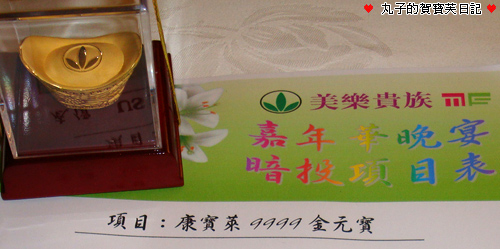 ♥ 丸子的賀寶芙日記 ♥
美樂貴族
嘉年華晚宴
暗投項目表
項目：康寶萊 9999 金元寶